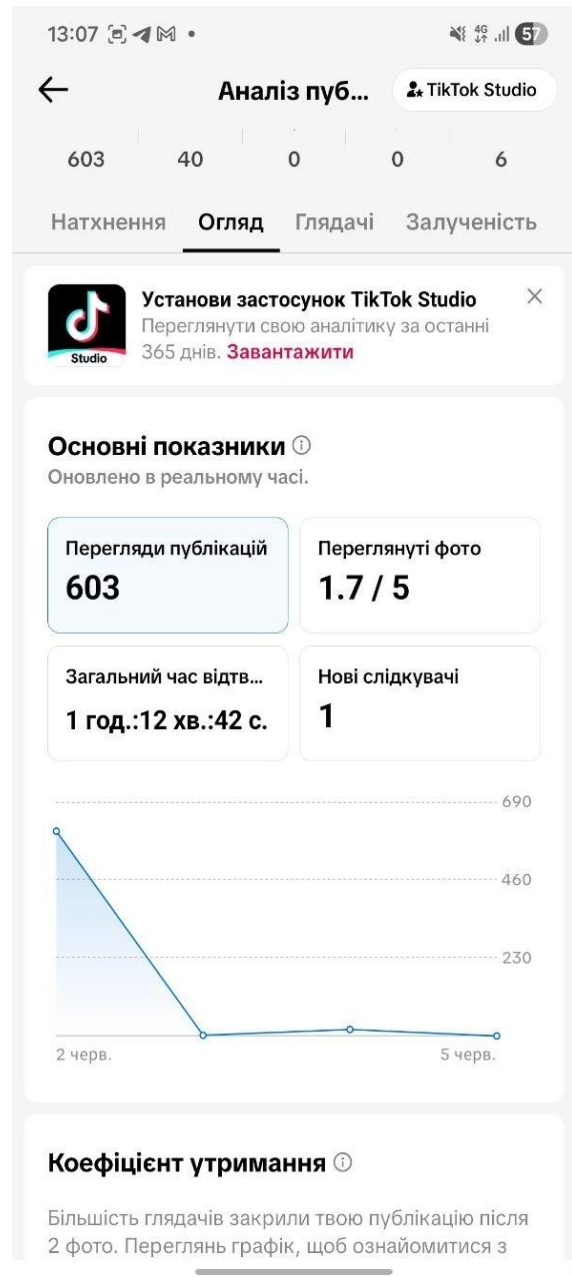 13:07 4G 57
Аналіз пуб... TikTok Studio
603 40 0 0 6
Натхнення Огляд Глядачі Залученість
Установи застосунок TikTok Studio
Переглянути свою аналітику за останні
365 днів. Завантажити
Studio
Основні показники
Оновлено в реальному часі.
Перегляди публікацій
603
Переглянуті фото
1.7 / 5
Загальний час відтв...
1 год.:12 хв.:42 с.
Нові слідкувачі
1
690
460
230
2 черв. 5 черв.
Коефіцієнт утримання
Більшість глядачів закрили твою публікацію після
2 фото. Переглянь графік, щоб ознайомитися з